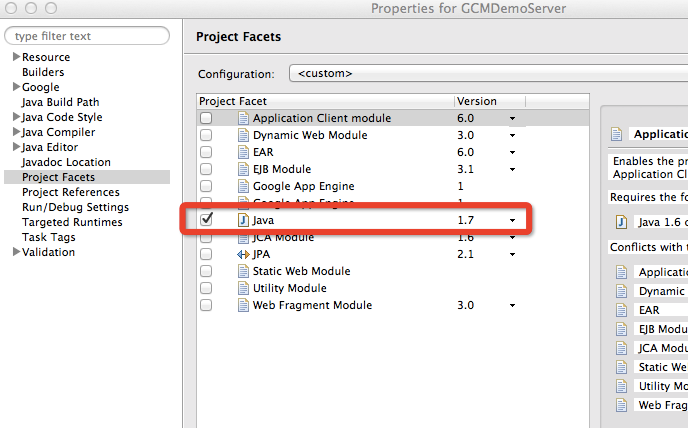 Properties for GCMDemoServer
type filter text
Resource
Builders
Google
Java Build Path
Java Code Style
Java Compiler
Java Editor
Javadoc Location
Project Facets
Project References
Run/Debug Settings
Targeted Runtimes
Task Tags
Validation
Project Facets
Configuration: <custom>
Project Facet Version
Application Client module 6.0
Dynamic Web Module 3.0
EAR 6.0
EJB Module 3.1
Google App Engine 1
Google App Engine 1
Java 1.7
JCA Module 1.6
JPA 2.1
Static Web Module
Utility Module
Web Fragment Module 3.0
Applicatio
Enables the pr
Application Cli
Requires the fo
Java 1.6 o
Conflicts with t
Applicatio
Dynamic
EAR
EJB Modu
JCA Modu
Static We
Utility Mo
Web Frag